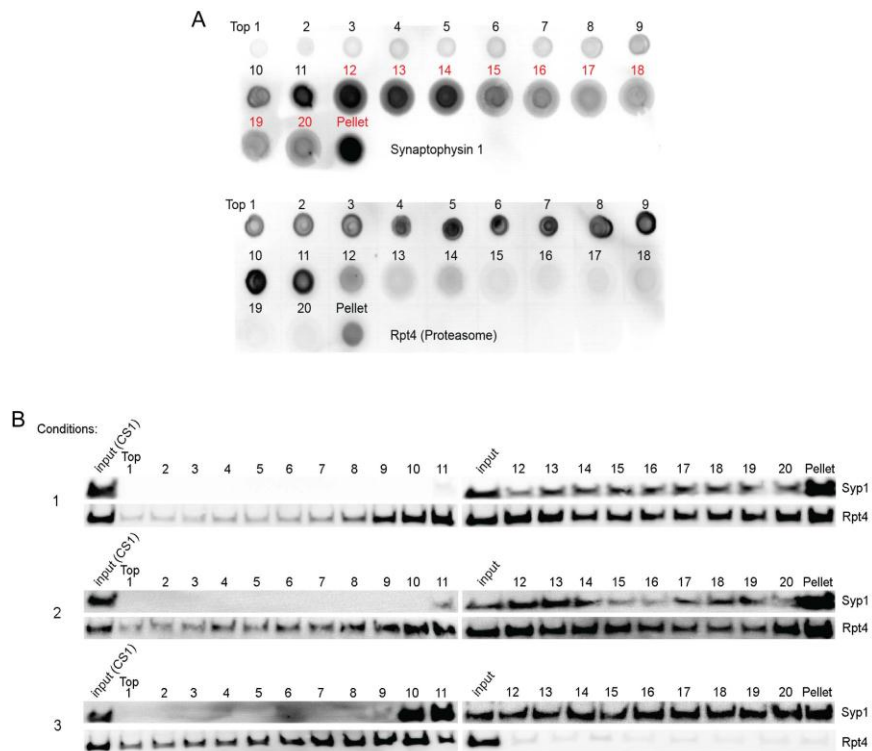 A
Top 1 2 3 4 5 6 7 8 9
10 11 12 13 14 15 16 17 18
19 20 Pellet
Synaptophysin 1
Top 1 2 3 4 5 6 7 8 9
10 11 12 13 14 15 16 17 18
19 20 Pellet
Rpt4 (Proteasome)
B
Conditions:
input (CS1) Top 1 2 3 4 5 6 7 8 9 10 11 input 12 13 14 15 16 17 18 19 20 Pellet
1
Syp1
Rpt4
input (CS1) Top 1 2 3 4 5 6 7 8 9 10 11 input 12 13 14 15 16 17 18 19 20 Pellet
2
Syp1
Rpt4
input (CS1) Top 1 2 3 4 5 6 7 8 9 10 11 input 12 13 14 15 16 17 18 19 20 Pellet
3
Syp1
Rpt4